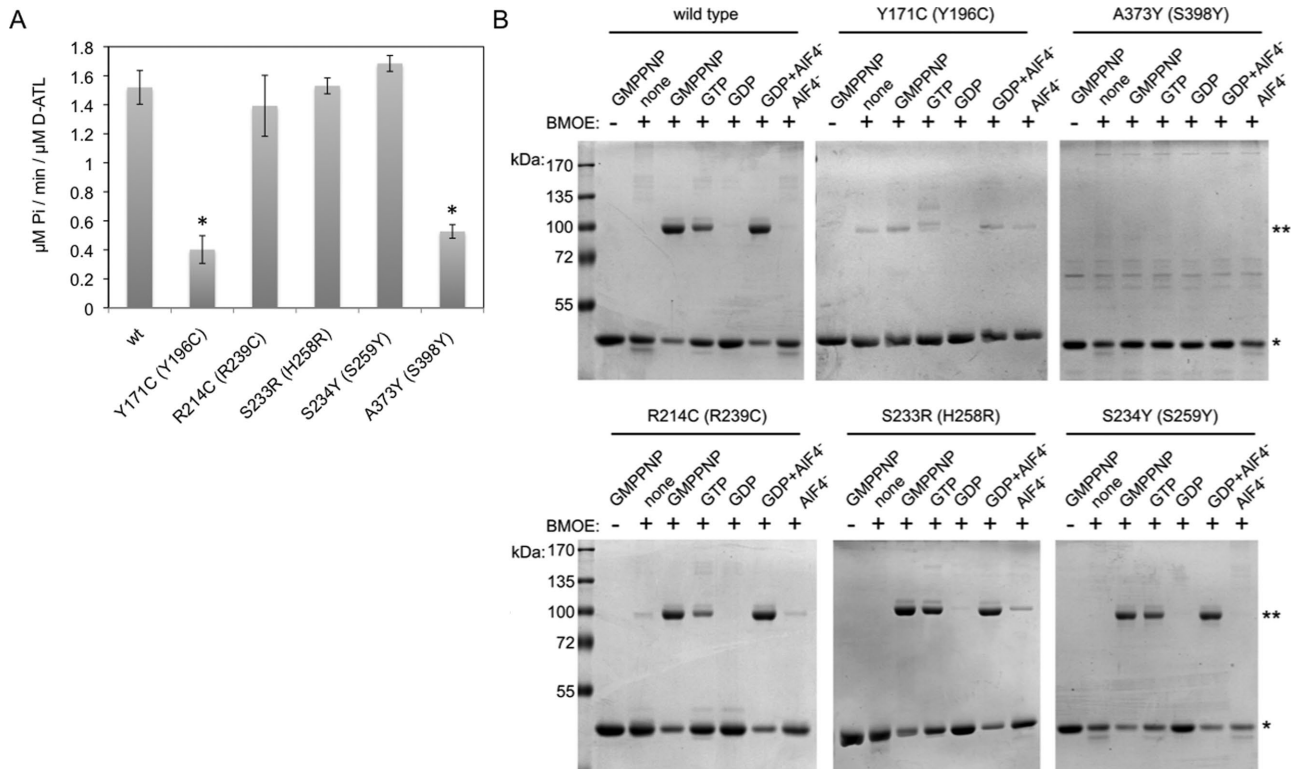 A
1.8
1.6
1.4
1.2
1
0.8
0.6
0.4
0.2
0
µM Pi / min / µM D-ATL
* *
wt
Y171C (Y196C)
R214C (R239C)
S233R (H258R)
S234Y (S259Y)
A373Y (S398Y)
B
wild type Y171C (Y196C) A373Y (S398Y)
GMPPNP none GMPPNP GTP GDP GDP+AlF4- AlF4- GMPPNP none GMPPNP GTP GDP GDP+AlF4- AlF4- GMPPNP none GMPPNP GTP GDP GDP+AlF4- AlF4-
BMOE: - + + + + + + - + + + + + + - + + + + + +
kDa: 170
135
100 **
72
55
*
R214C (R239C) S233R (H258R) S234Y (S259Y)
GMPPNP none GMPPNP GTP GDP GDP+AlF4- AlF4- GMPPNP none GMPPNP GTP GDP GDP+AlF4- AlF4- GMPPNP none GMPPNP GTP GDP GDP+AlF4- AlF4-
BMOE: - + + + + + + - + + + + + + - + + + + + +
kDa: 170
135
100 **
72
55
*